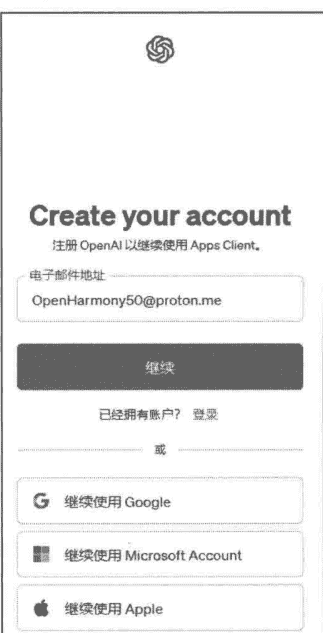 Create your account
注册 OpenAI 以继续使用 Apps Client。
电子邮件地址
OpenHarmony50@proton.me
继续
已经拥有账户? 登录
或
继续使用 Google
继续使用 Microsoft Account
继续使用 Apple